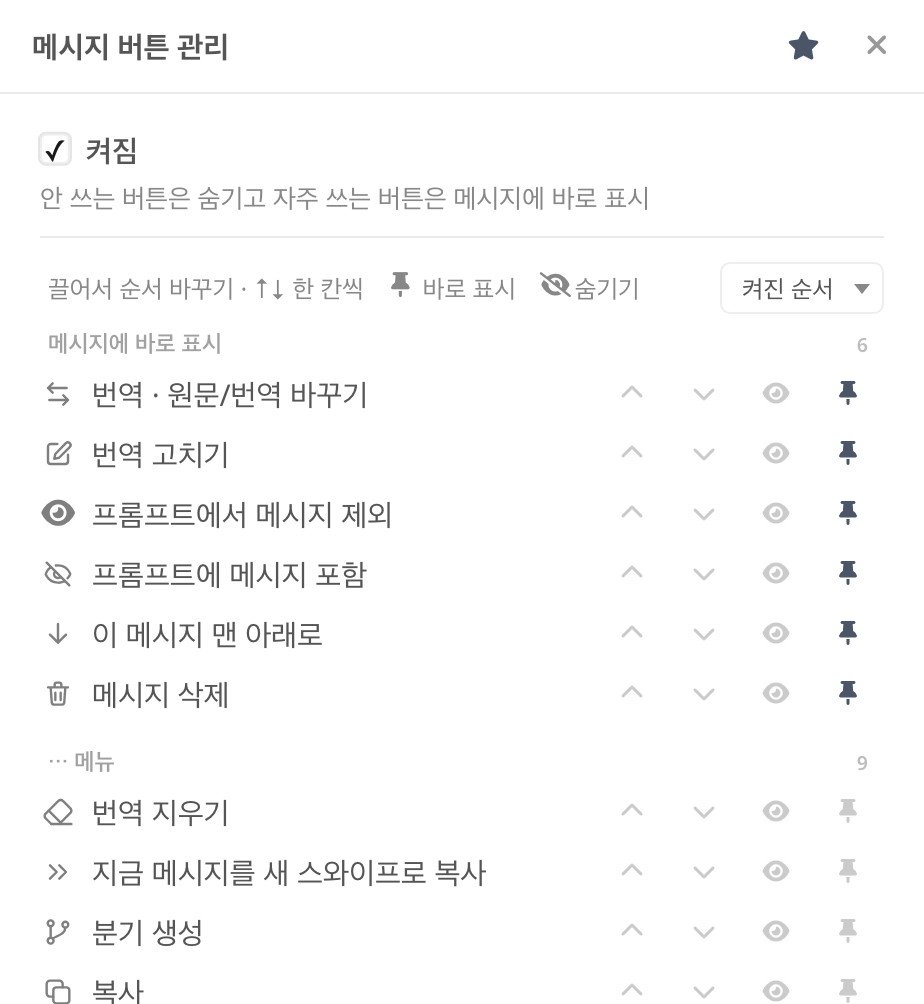 메시지 버튼 관리
켜짐
안 쓰는 버튼은 숨기고 자주 쓰는 버튼은 메시지에 바로 표시
끌어서 순서 바꾸기 · ↑↓ 한 칸씩 바로 표시 숨기기 켜진 순서
메시지에 바로 표시 6
번역 · 원문/번역 바꾸기
번역 고치기
프롬프트에서 메시지 제외
프롬프트에 메시지 포함
이 메시지 맨 아래로
메시지 삭제
··· 메뉴 9
번역 지우기
지금 메시지를 새 스와이프로 복사
분기 생성
복사